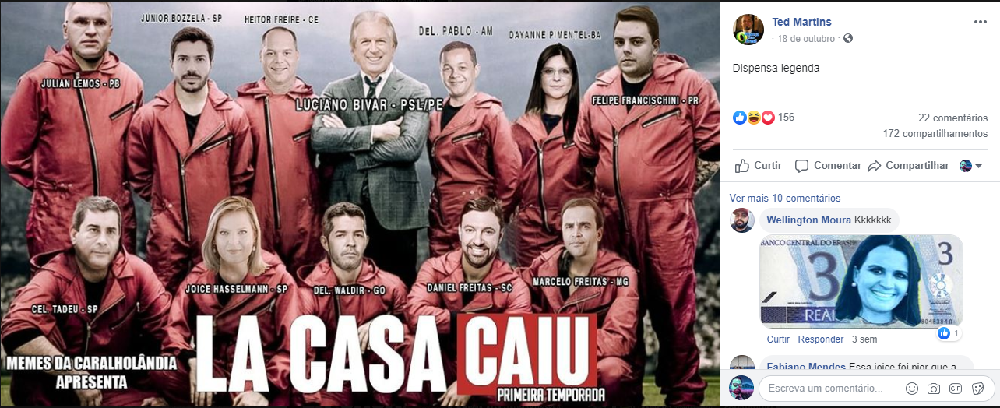 JUNIOR BOZZELA - SP
HEITOR FREIRE - CE
DeL. PABLO - AM
DAYANNE PIMENTEL-BA
JULIAN LEMOS - PB
LUCIANO BIVAR - PSL/PE
FELIPE FRANCISCHINI - PR
CEL. TADEU - SP
JOICE HASSELMANN - SP
DEL. WALDIR - GO
DANIEL FREITAS - SC
MARCELO FREITAS - MG
MEMES DA CARALHOLÂNDIA
APRESENTA
LA CASA CAIU
PRIMEIRA TEMPORADA
Ted Martins
· 18 de outubro ·
Dispensa legenda
156
22 comentários
172 compartilhamentos
Curtir Comentar Compartilhar
Ver mais 10 comentários
Wellington Moura Kkkkkkk
BANCO CENTRAL DO BRASIL
3 3
REAI
Curtir · Responder · 3 sem
1
Fabiano Mendes Essa joice foi pior que a
Escreva um comentário...
GIF